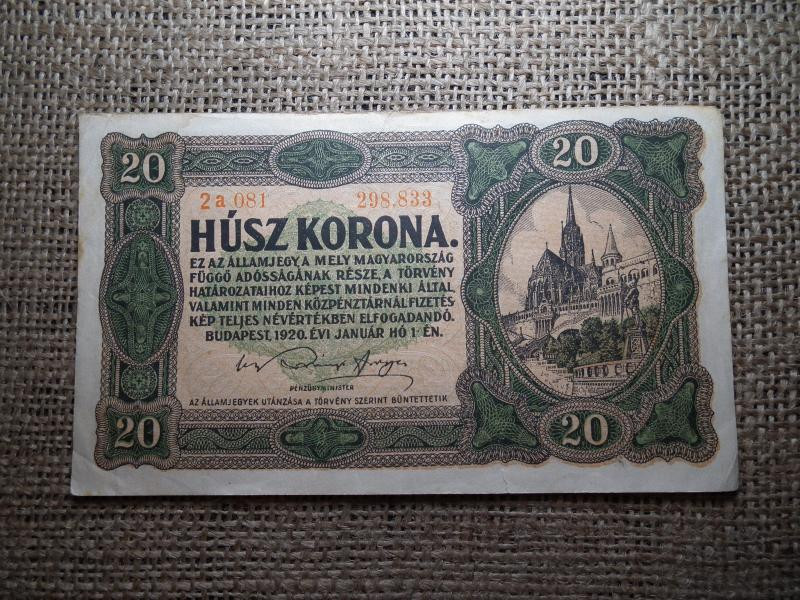 20
20
2a 081 298.833
HÚSZ KORONA.
EZ AZ ÁLLAMJEGY, A MELY MAGYARORSZÁG
FÜGGŐ ADÓSSÁGÁNAK RÉSZE, A TÖRVÉNY
HATÁROZATAIHOZ KÉPEST MINDENKI ÁLTAL,
VALAMINT MINDEN KÖZPÉNZTÁRNÁL FIZETÉS-
KÉP TELJES NÉVÉRTÉKBEN ELFOGADANDÓ.
BUDAPEST, 1920. ÉVI JANUÁR HÓ 1-ÉN.
PÉNZÜGYMINISTER
AZ ÁLLAMJEGYEK UTÁNZÁSA A TÖRVÉNY SZERINT BÜNTETTETIK
20
20